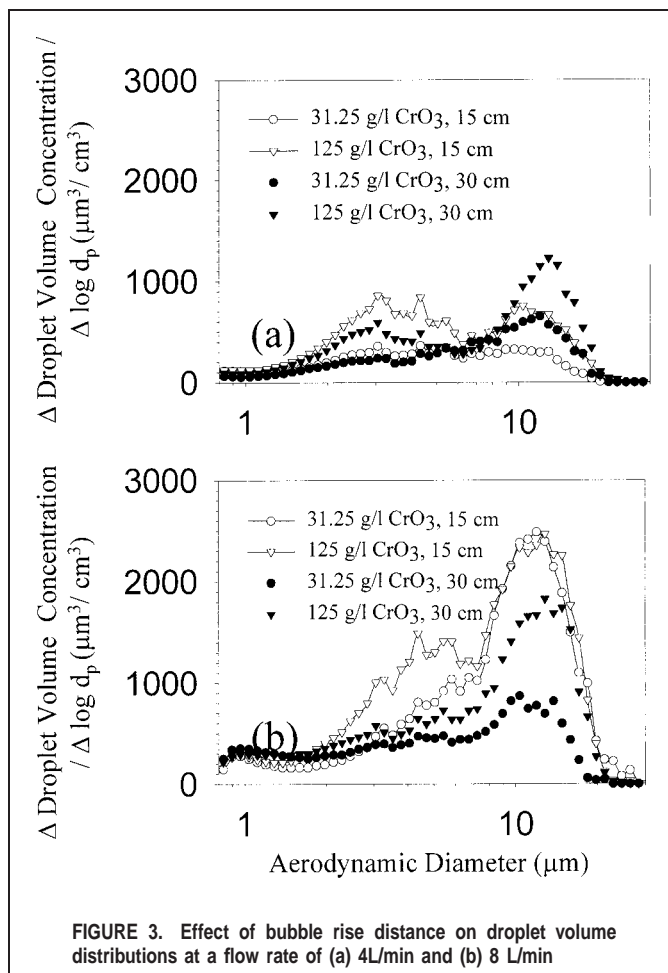 Δ Droplet Volume Concentration /
Δ log dₚ (μm³/ cm³)
3000
2000
1000
0
31.25 g/l CrO₃, 15 cm
125 g/l CrO₃, 15 cm
31.25 g/l CrO₃, 30 cm
125 g/l CrO₃, 30 cm
(a)
1
10
Δ Droplet Volume Concentration
/ Δ log dₚ (μm³/ cm³)
3000
2000
1000
0
31.25 g/l CrO₃, 15 cm
125 g/l CrO₃, 15 cm
31.25 g/l CrO₃, 30 cm
125 g/l CrO₃, 30 cm
(b)
1
10
Aerodynamic Diameter (μm)
FIGURE 3. Effect of bubble rise distance on droplet volume
distributions at a flow rate of (a) 4L/min and (b) 8 L/min